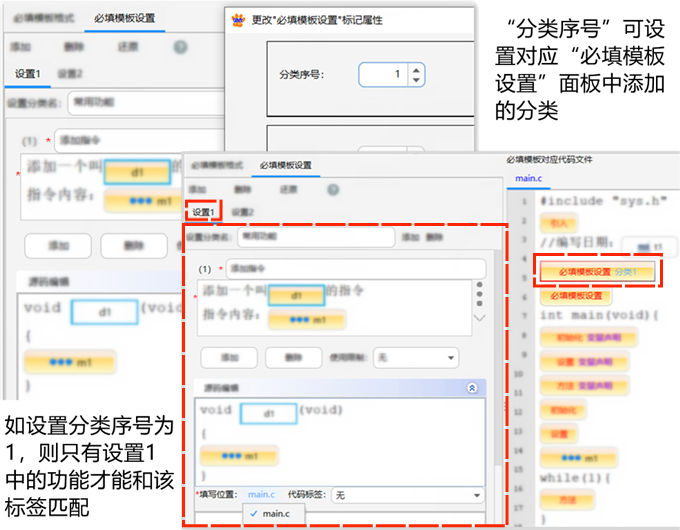 必填模板格式 必填模板设置
添加 删除 还原 ?
设置1 设置2
设置分类名： 常用功能
(1) * 添加指令
* 添加一个叫 d1 的
指令内容： m1
添加 删除
源码编辑
void d1 (void)
{
m1
}
更改"必填模板设置"标记属性
分类序号： 1
“分类序号”可设
置对应“必填模板
设置”面板中添加
的分类
必填模板格式 必填模板设置
添加 删除 还原 ?
设置1 设置2
设置分类名： 常用功能 添加 删除
(1) * 添加指令
* 添加一个叫 d1 的指令
指令内容： m1
添加 删除 使用限制： 无
源码编辑
void d1 (void)
{
m1
}
*填写位置： main.c 代码标签： 无
✓ main.c
必填模板对应代码文件
main.c
1 #include "sys.h"
2 引入
3 //编写日期： t1
4 必填模板设置 分类1
5
6 必填模板设置
7 int main(void){
8 初始化 变量声明
9 设置 变量声明
10 方法 变量声明
11 初始化
12 设置
13 m1
14 while(1){
15 方法
16 }
如设置分类序号为
1，则只有设置1
中的功能才能和该
标签匹配